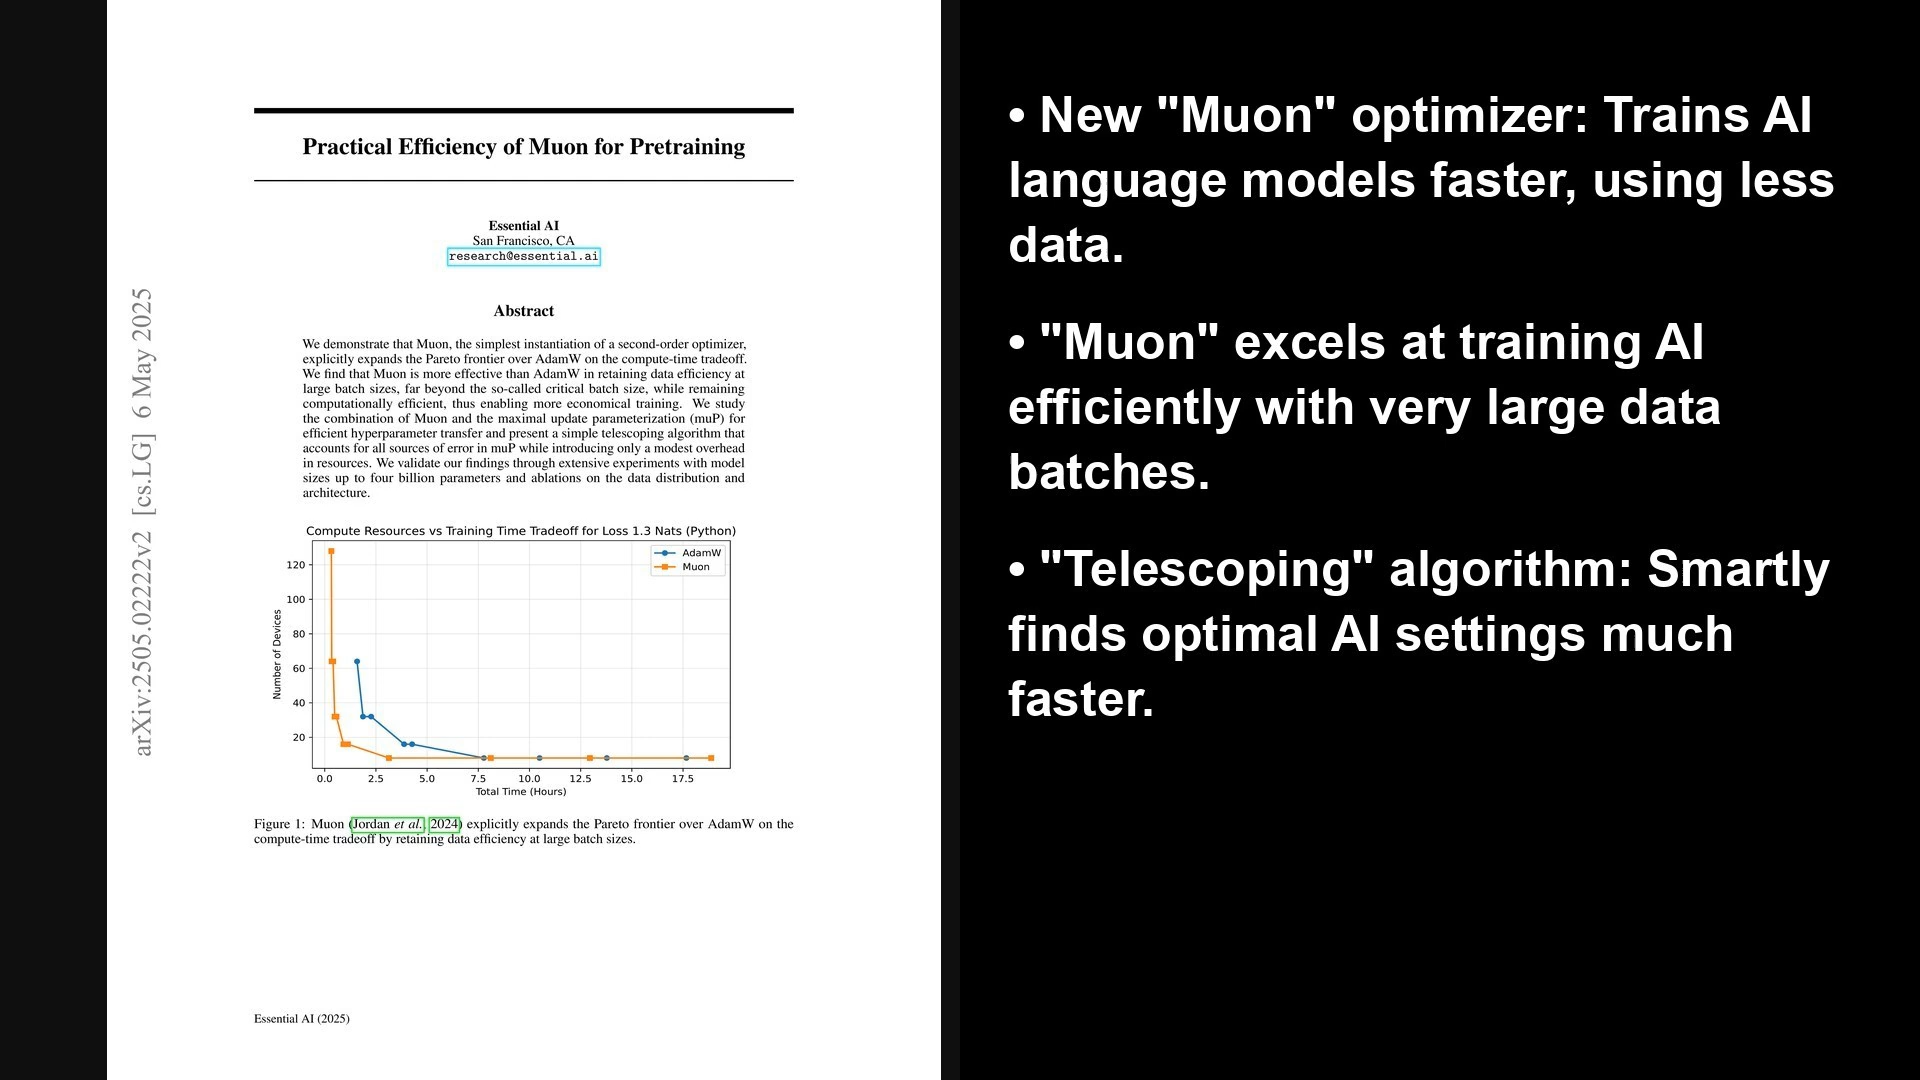 Practical Efficiency of Muon for Pretraining
Essential AI
San Francisco, CA
research@essential.ai
Abstract
We demonstrate that Muon, the simplest instantiation of a second-order optimizer,
explicitly expands the Pareto frontier over AdamW on the compute-time tradeoff.
We find that Muon is more effective than AdamW in retaining data efficiency at
large batch sizes, far beyond the so-called critical batch size, while remaining
computationally efficient, thus enabling more economical training. We study
the combination of Muon and the maximal update parameterization (muP) for
efficient hyperparameter transfer and present a simple telescoping algorithm that
accounts for all sources of error in muP while introducing only a modest overhead
in resources. We validate our findings through extensive experiments with model
sizes up to four billion parameters and ablations on the data distribution and
architecture.
Compute Resources vs Training Time Tradeoff for Loss 1.3 Nats (Python)
AdamW
Muon
120
100
80
60
40
20
Number of Devices
0.0 2.5 5.0 7.5 10.0 12.5 15.0 17.5
Total Time (Hours)
Figure 1: Muon (Jordan et al., 2024) explicitly expands the Pareto frontier over AdamW on the
compute-time tradeoff by retaining data efficiency at large batch sizes.
Essential AI (2025)
arXiv:2505.02222v2 [cs.LG] 6 May 2025
• New "Muon" optimizer: Trains AI
language models faster, using less
data.
• "Muon" excels at training AI
efficiently with very large data
batches.
• "Telescoping" algorithm: Smartly
finds optimal AI settings much
faster.